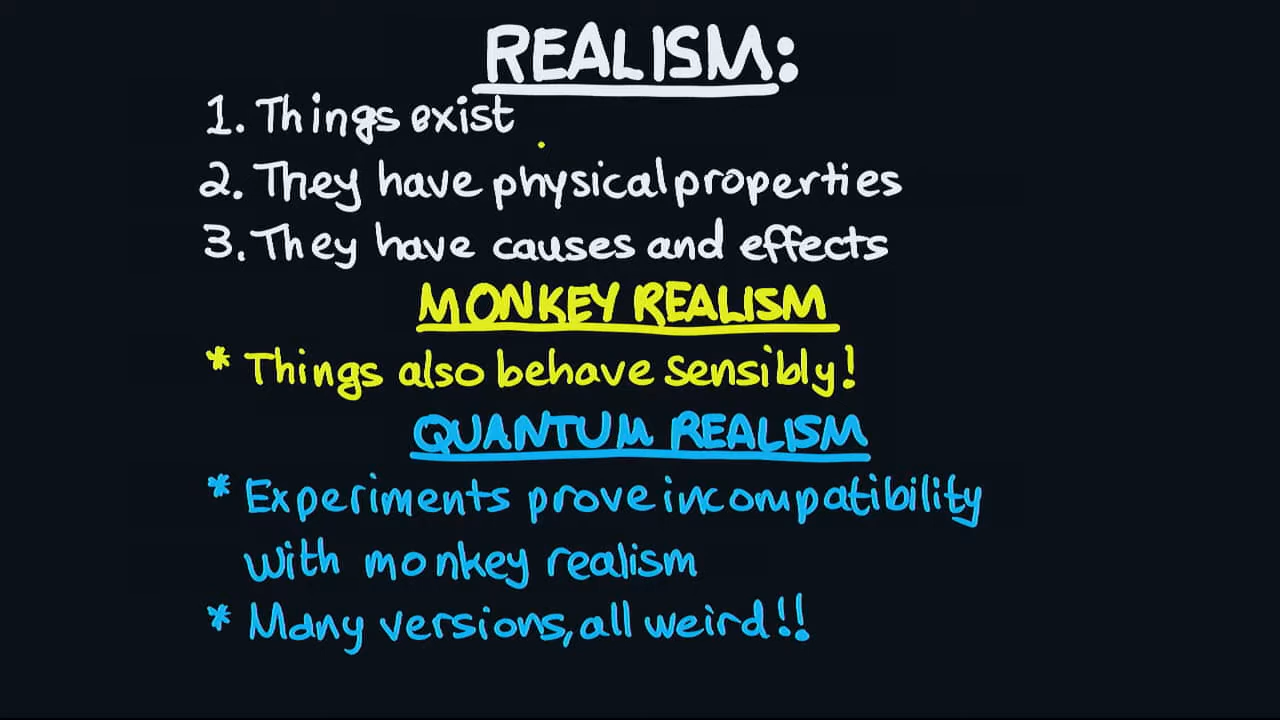 REALISM:
1. Things exist
2. They have physical properties
3. They have causes and effects
MONKEY REALISM
* Things also behave sensibly!
QUANTUM REALISM
* Experiments prove incompatibility
with monkey realism
* Many versions, all weird!!